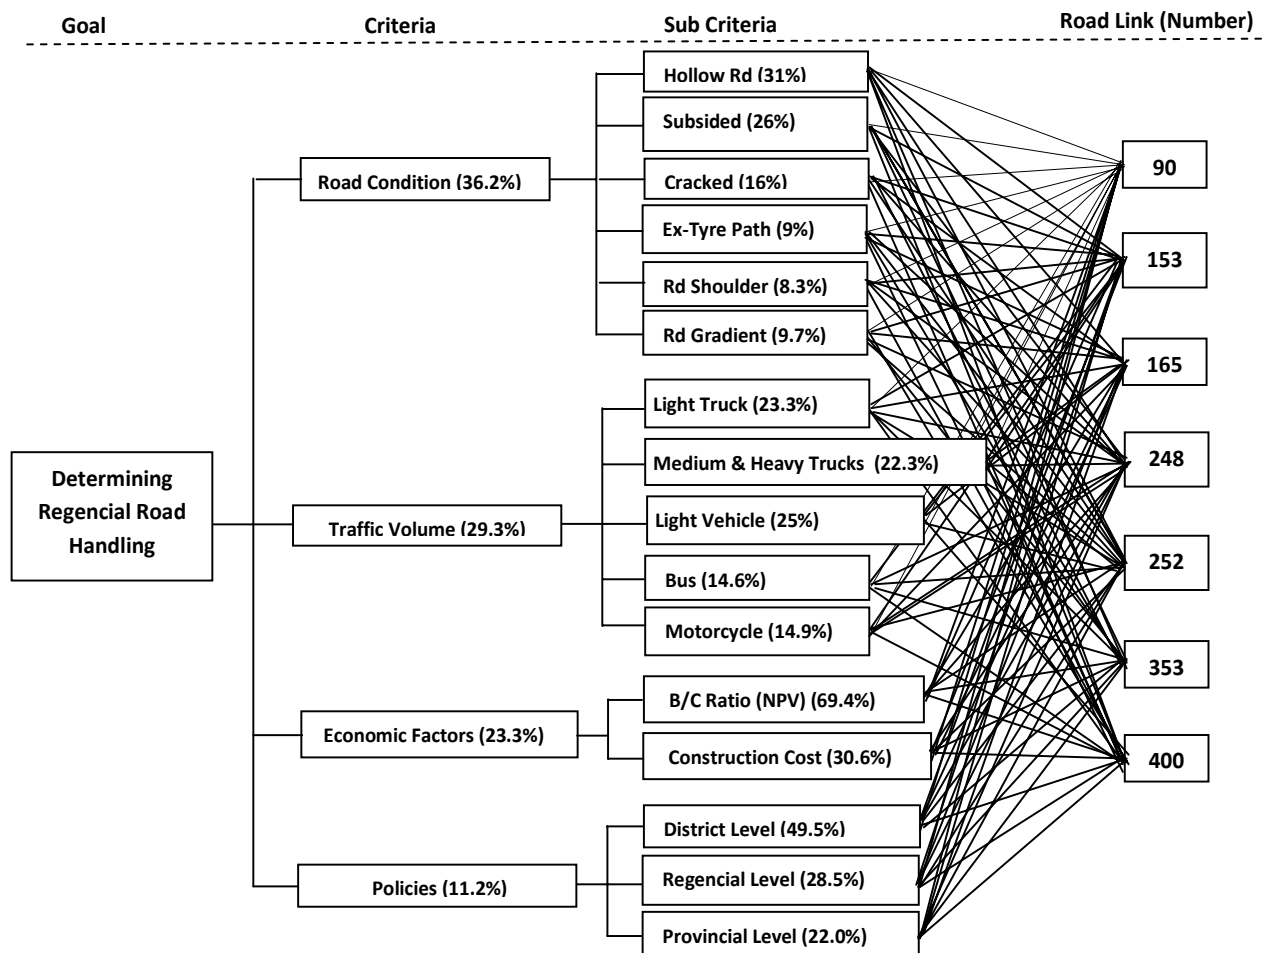 Goal
Criteria
Sub Criteria
Road Link (Number)
Hollow Rd (31%)
Subsided (26%)
Cracked (16%)
Ex-Tyre Path (9%)
Rd Shoulder (8.3%)
Rd Gradient (9.7%)
Road Condition (36.2%)
Light Truck (23.3%)
Medium & Heavy Trucks (22.3%)
Light Vehicle (25%)
Bus (14.6%)
Motorcycle (14.9%)
Determining
Regencial Road
Handling
Traffic Volume (29.3%)
B/C Ratio (NPV) (69.4%)
Construction Cost (30.6%)
Economic Factors (23.3%)
District Level (49.5%)
Regencial Level (28.5%)
Provincial Level (22.0%)
Policies (11.2%)
90
153
165
248
252
353
400